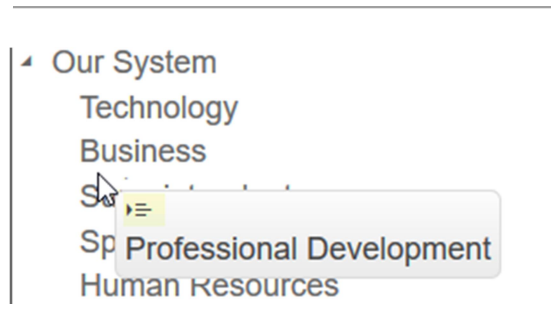 Our System
Technology
Business
Professional Development
Human Resources